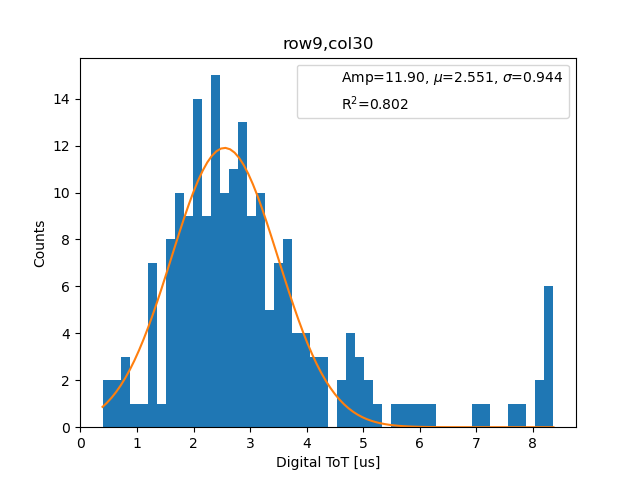 row9,col30
Amp=11.90, μ=2.551, σ=0.944
R²=0.802
14
12
10
8
6
4
2
0
Counts
0 1 2 3 4 5 6 7 8
Digital ToT [us]